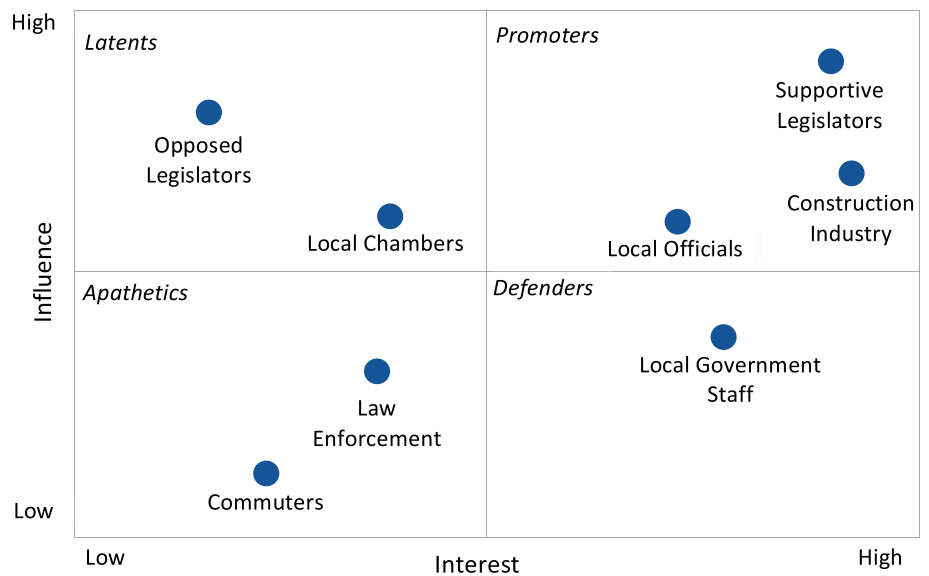 High
Latents
Promoters
Supportive
Legislators
Opposed
Legislators
Construction
Industry
Local Chambers
Local Officials
Influence
Apathetics
Defenders
Local Government
Staff
Law
Enforcement
Commuters
Low
Low
Interest
High